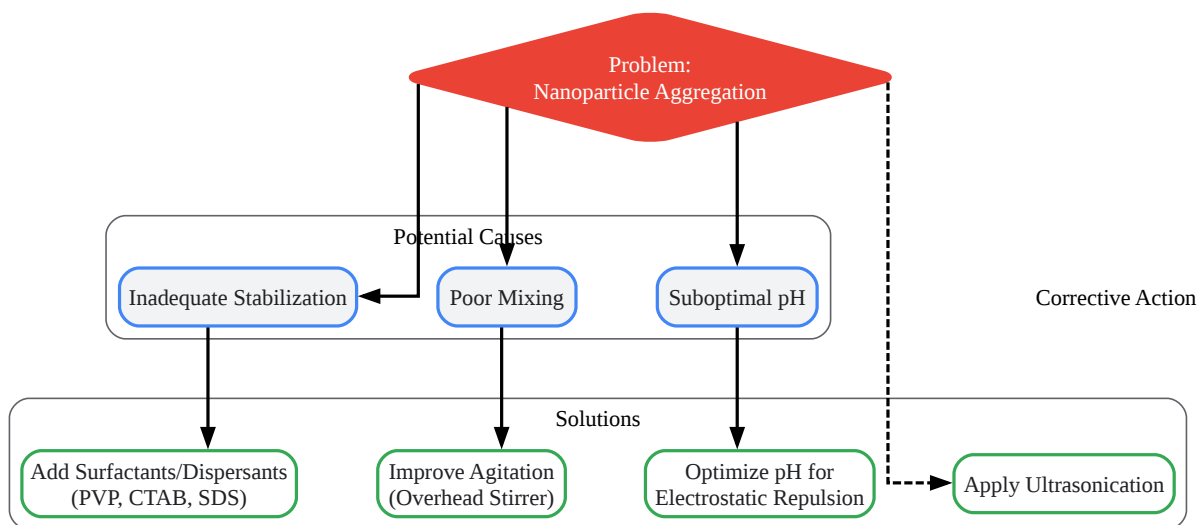 Problem:
Nanoparticle Aggregation
Potential Causes
Inadequate Stabilization
Poor Mixing
Suboptimal pH
Corrective Action
Solutions
Add Surfactants/Dispersants
(PVP, CTAB, SDS)
Improve Agitation
(Overhead Stirrer)
Optimize pH for
Electrostatic Repulsion
Apply Ultrasonication